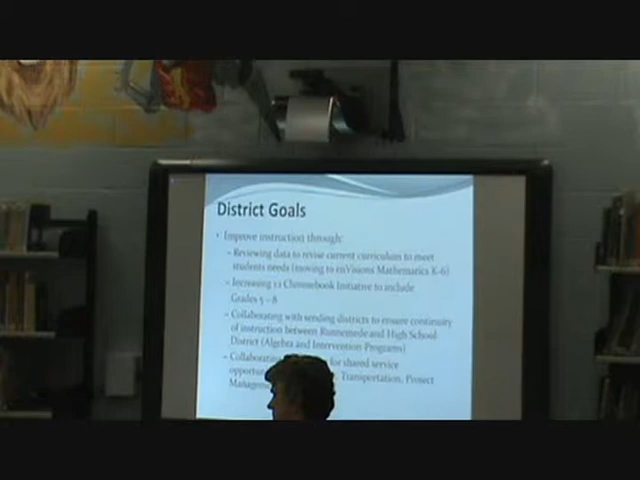 District Goals
• Improve instruction through:
– Reviewing data to revise current curriculum to meet
students needs (moving to enVisions Mathematics K-6)
– Increasing 1:1 Chromebook Initiative to include
Grades 5 – 8
– Collaborating with sending districts to ensure continuity
of instruction between Runnemede and High School
District (Algebra and Intervention Programs)
– Collaborating for shared service
Transportation, Project